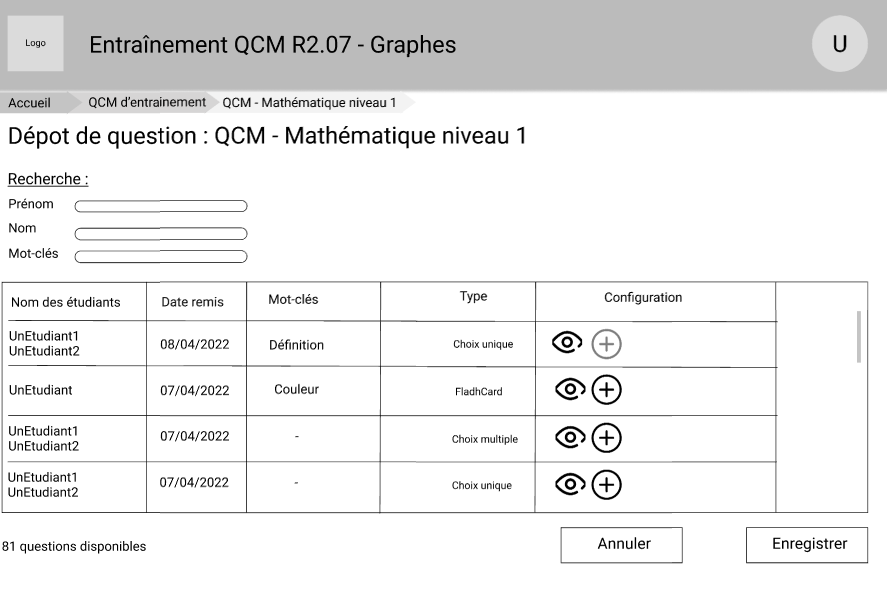 Logo
Entraînement QCM R2.07 - Graphes
U
Accueil
QCM d'entrainement
QCM - Mathématique niveau 1
Dépot de question : QCM - Mathématique niveau 1
Recherche :
Prénom
Nom
Mot-clés
Nom des étudiants
Date remis
Mot-clés
Type
Configuration
UnEtudiant1
UnEtudiant2
08/04/2022
Définition
Choix unique
UnEtudiant
07/04/2022
Couleur
FladhCard
UnEtudiant1
UnEtudiant2
07/04/2022
-
Choix multiple
UnEtudiant1
UnEtudiant2
07/04/2022
-
Choix unique
81 questions disponibles
Annuler
Enregistrer